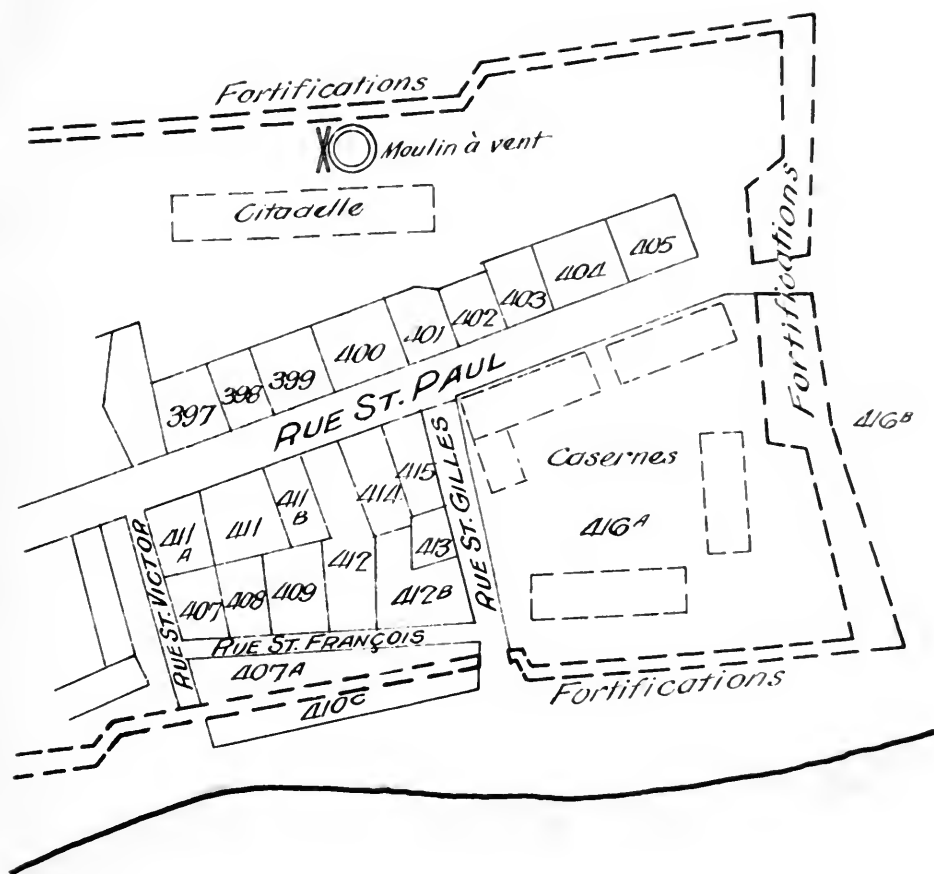 Fortifications
Moulin à vent
Citadelle
Fortifications
405
404
403
402
401
400
399
398
397
RUE ST. PAUL
Fortifications
416B
415
414
411
B
411
411
A
RUE ST. GILLES
Casernes
416A
413
412
412B
409
408
407
RUE ST. VICTOR
RUE ST. FRANÇOIS
407A
410C
Fortifications